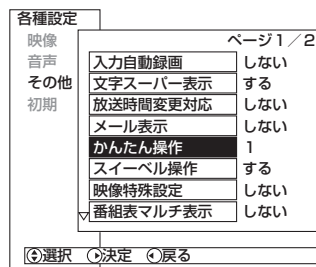 各種設定
映像
音声
その他
初期
ページ1／2
入力自動録画 しない
文字スーパー表示 する
放送時間変更対応 しない
メール表示 しない
かんたん操作 1
スイーベル操作 する
映像特殊設定 しない
番組表マルチ表示 しない
選択 決定 戻る